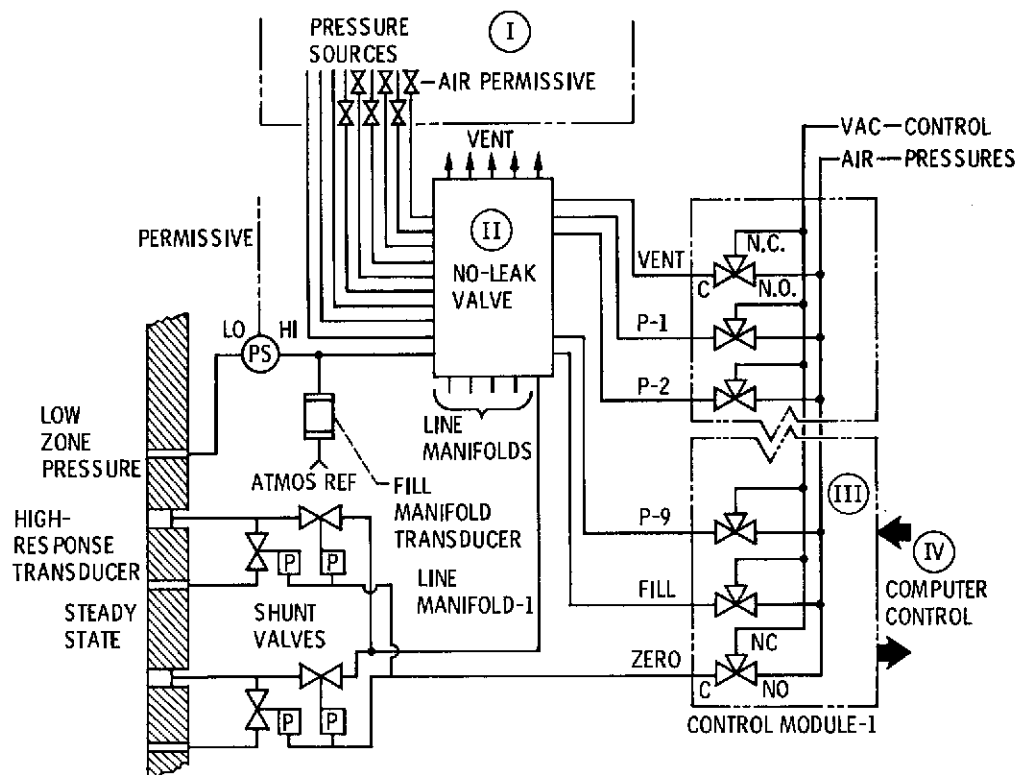 PRESSURE
SOURCES
I
AIR PERMISSIVE
VENT
VAC-CONTROL
AIR-PRESSURES
PERMISSIVE
II
NO-LEAK
VALVE
VENT
N.C.
C
N.O.
LO
PS
HI
P-1
P-2
LOW
ZONE
PRESSURE
LINE
MANIFOLDS
ATMOS REF
FILL
MANIFOLD
TRANSDUCER
HIGH-
RESPONSE
TRANSDUCER
P
P
P-9
III
IV
COMPUTER
CONTROL
LINE
MANIFOLD-1
FILL
STEADY
STATE
SHUNT
VALVES
ZERO
NC
C
NO
P
P
CONTROL MODULE-1